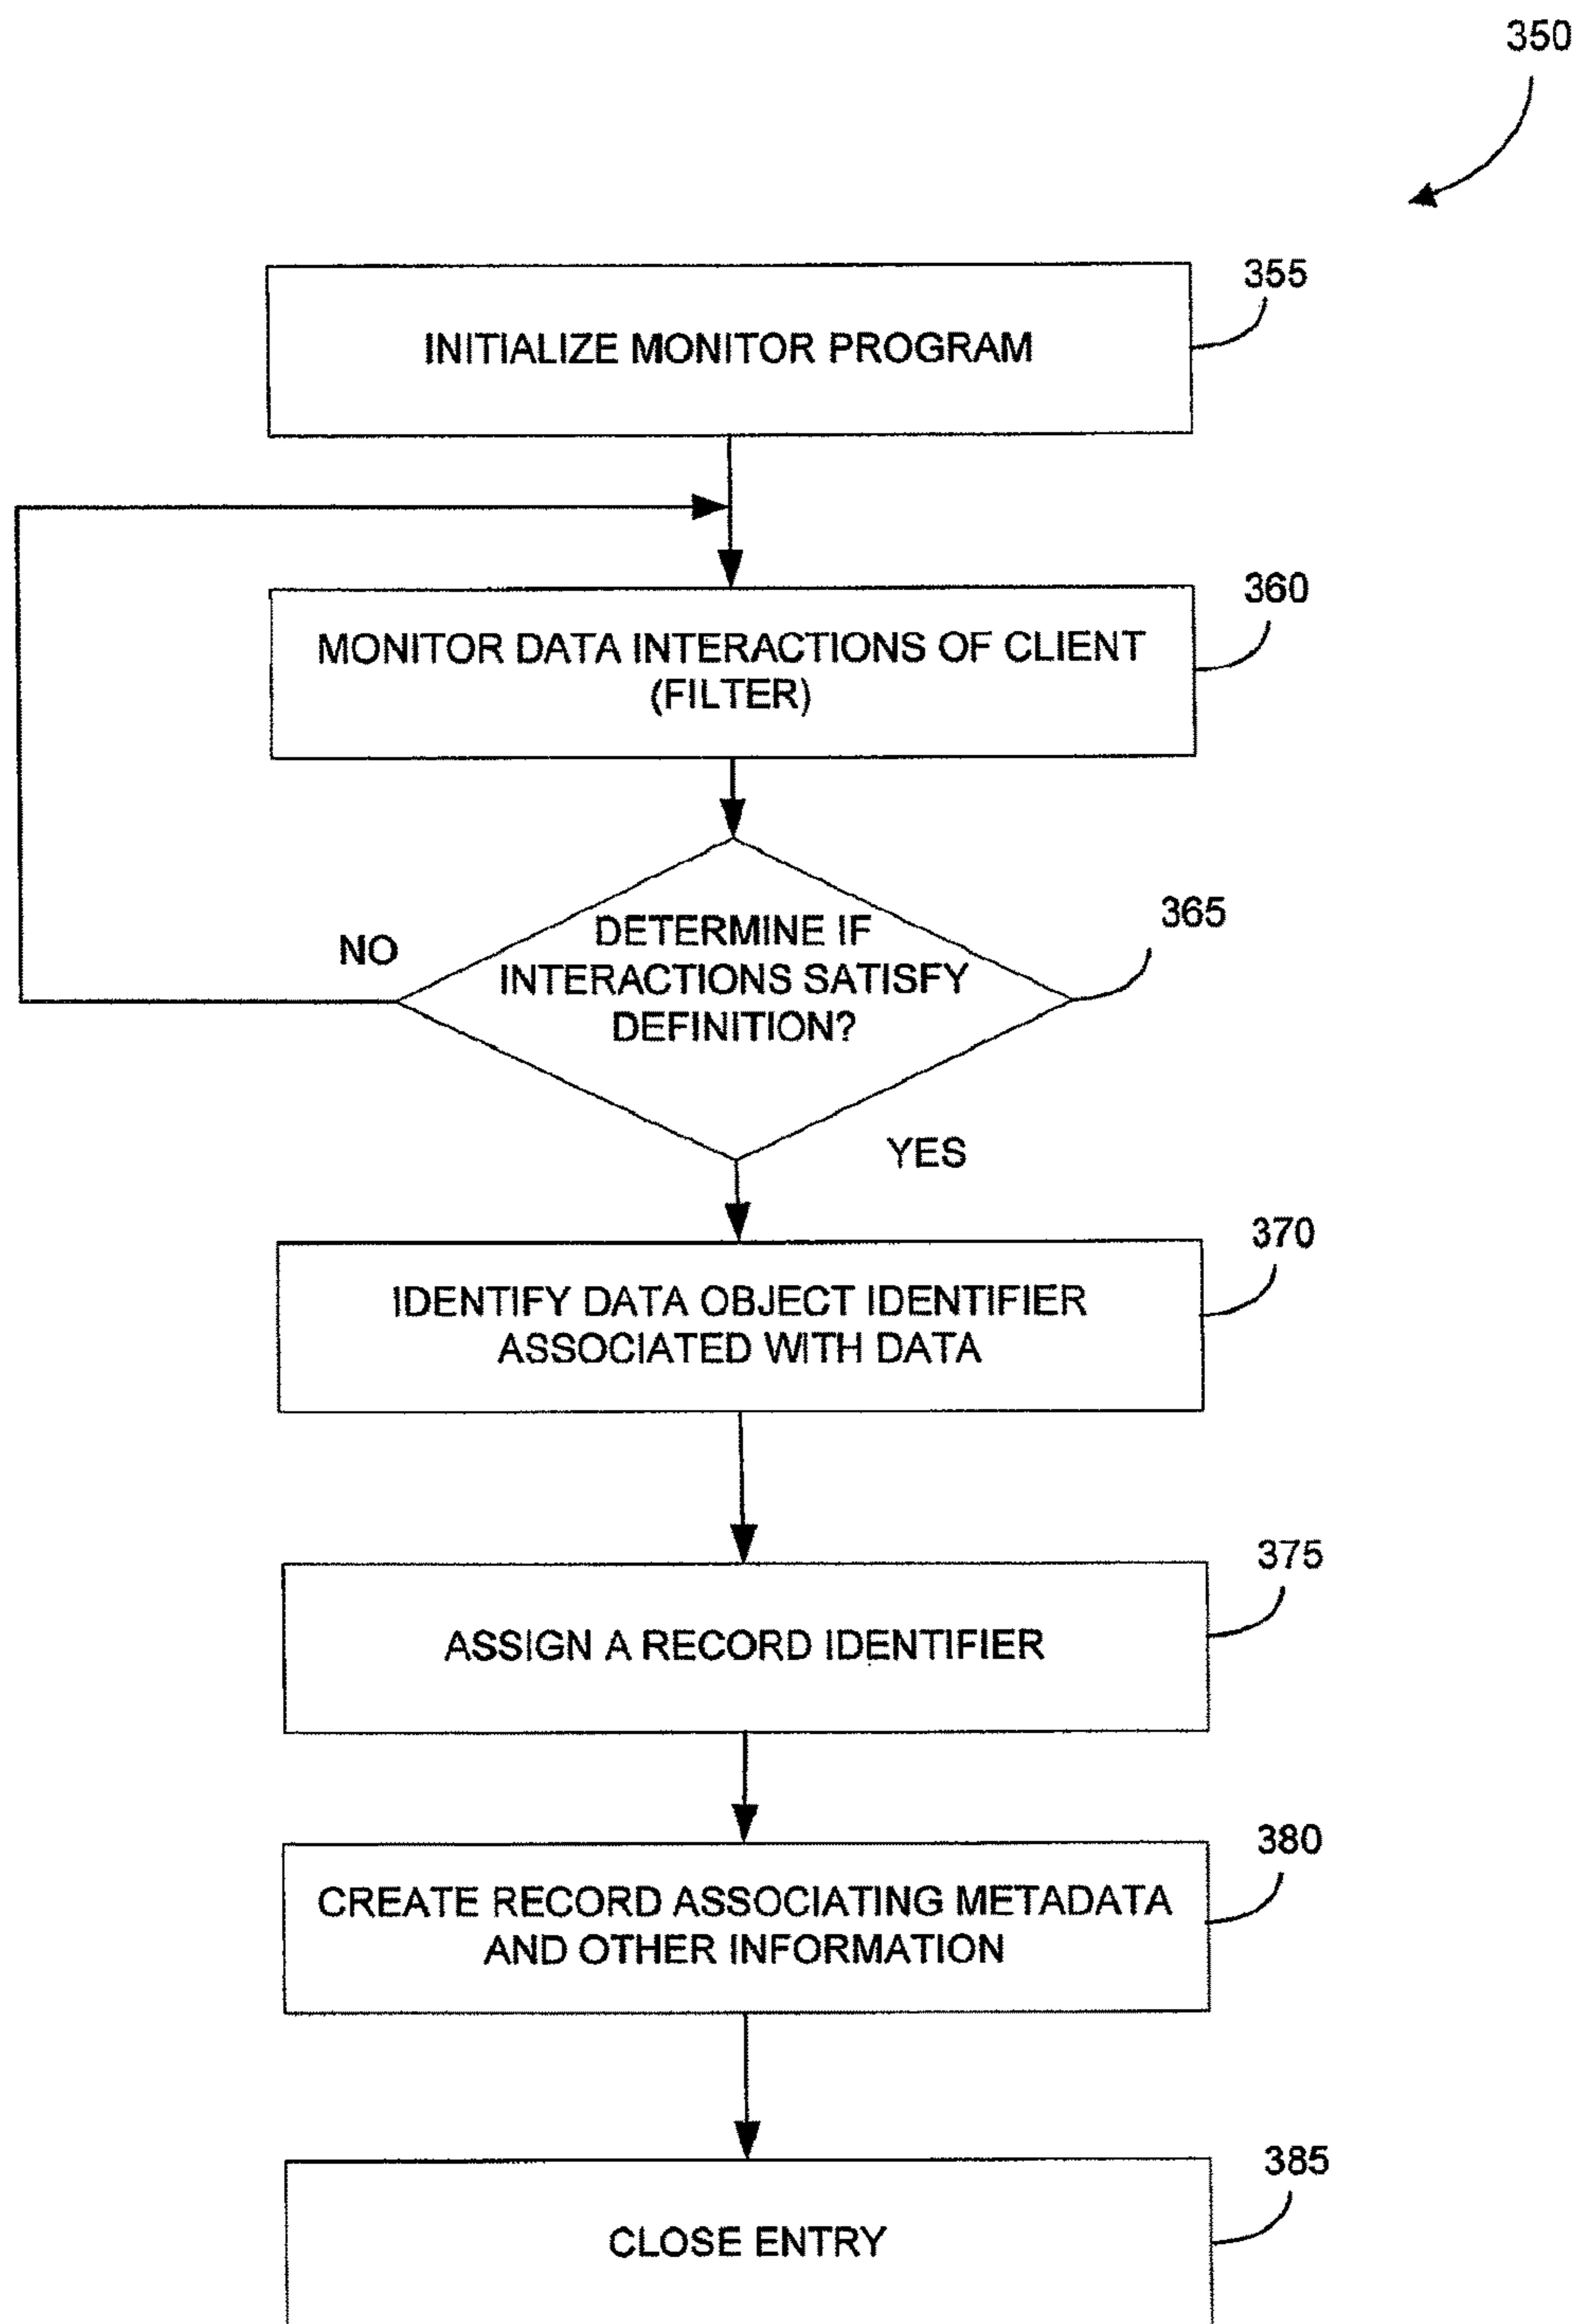 350
355
INITIALIZE MONITOR PROGRAM
360
MONITOR DATA INTERACTIONS OF CLIENT
(FILTER)
365
NO
DETERMINE IF
INTERACTIONS SATISFY
DEFINITION?
YES
370
IDENTIFY DATA OBJECT IDENTIFIER
ASSOCIATED WITH DATA
375
ASSIGN A RECORD IDENTIFIER
380
CREATE RECORD ASSOCIATING METADATA
AND OTHER INFORMATION
385
CLOSE ENTRY